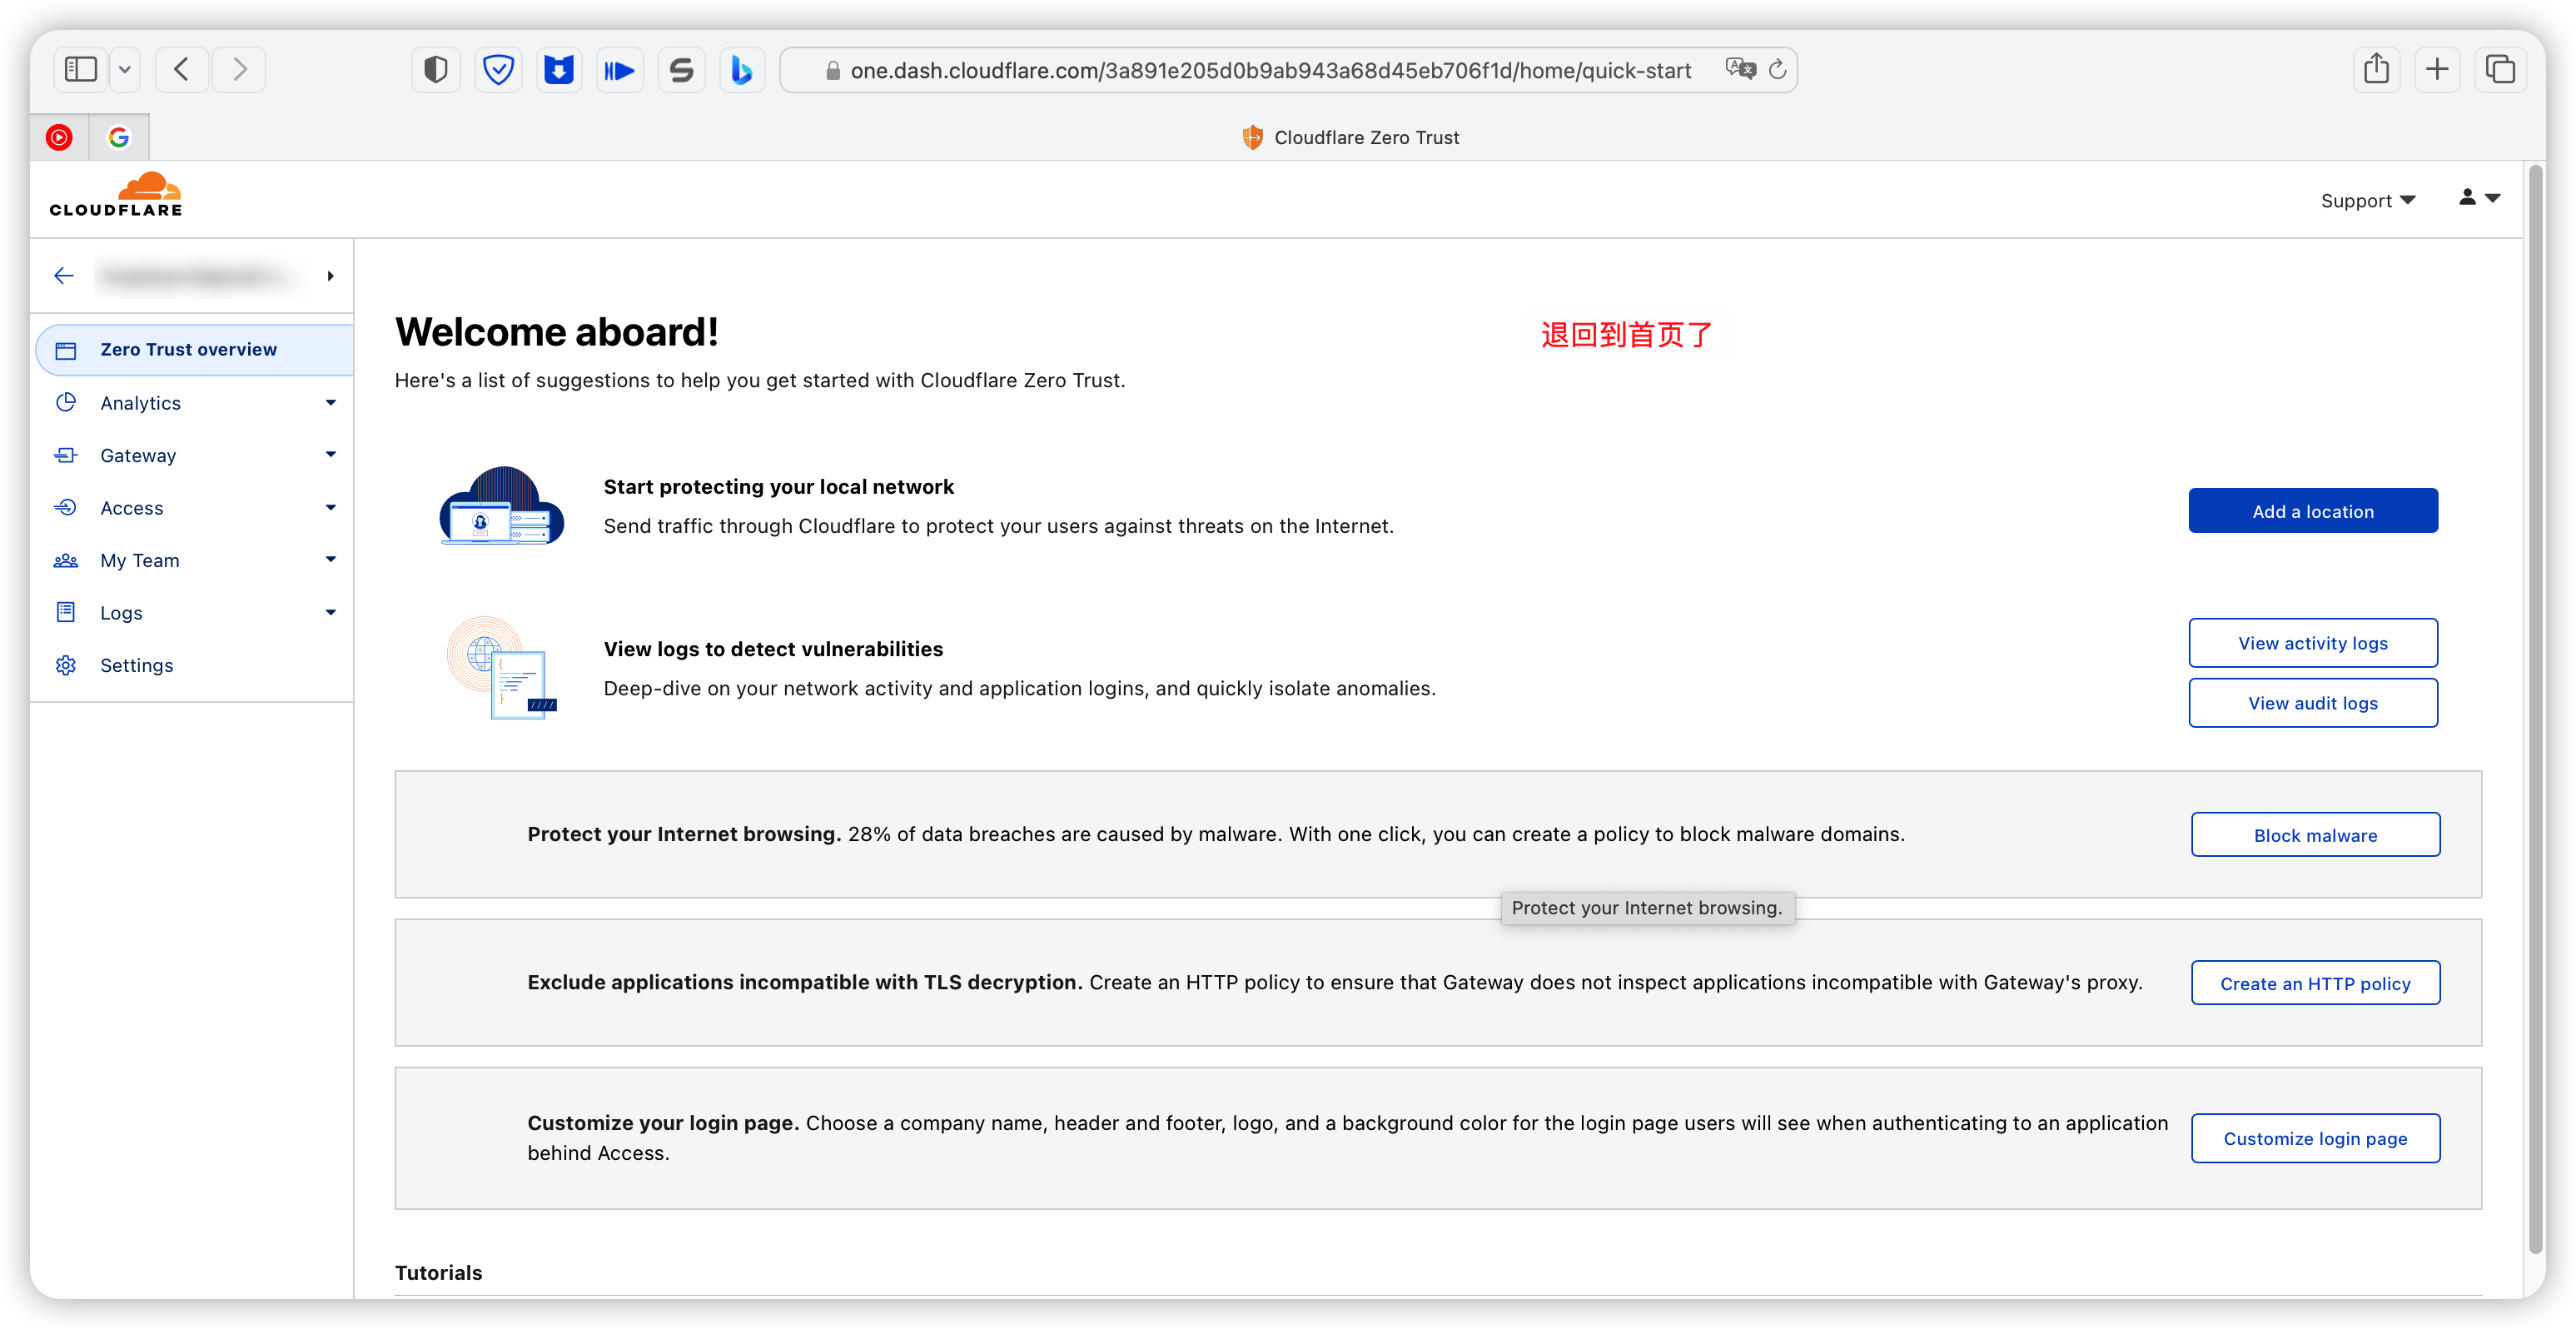 one.dash.cloudflare.com/3a891e205d0b9ab943a68d45eb706f1d/home/quick-start
Cloudflare Zero Trust
CLOUDFLARE
Support
Zero Trust overview
Analytics
Gateway
Access
My Team
Logs
Settings
Welcome aboard!
退回到首页了
Here's a list of suggestions to help you get started with Cloudflare Zero Trust.
Start protecting your local network
Send traffic through Cloudflare to protect your users against threats on the Internet.
Add a location
View logs to detect vulnerabilities
Deep-dive on your network activity and application logins, and quickly isolate anomalies.
View activity logs
View audit logs
Protect your Internet browsing. 28% of data breaches are caused by malware. With one click, you can create a policy to block malware domains.
Block malware
Protect your Internet browsing.
Exclude applications incompatible with TLS decryption. Create an HTTP policy to ensure that Gateway does not inspect applications incompatible with Gateway's proxy.
Create an HTTP policy
Customize your login page. Choose a company name, header and footer, logo, and a background color for the login page users will see when authenticating to an application
behind Access.
Customize login page
Tutorials